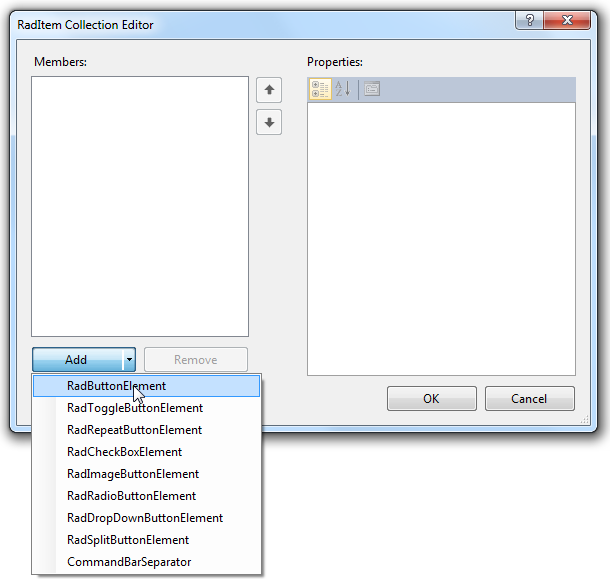 RadItem Collection Editor
Members:
Properties:
Add
Remove
RadButtonElement
RadToggleButtonElement
RadRepeatButtonElement
RadCheckBoxElement
RadImageButtonElement
RadRadioButtonElement
RadDropDownButtonElement
RadSplitButtonElement
CommandBarSeparator
OK
Cancel